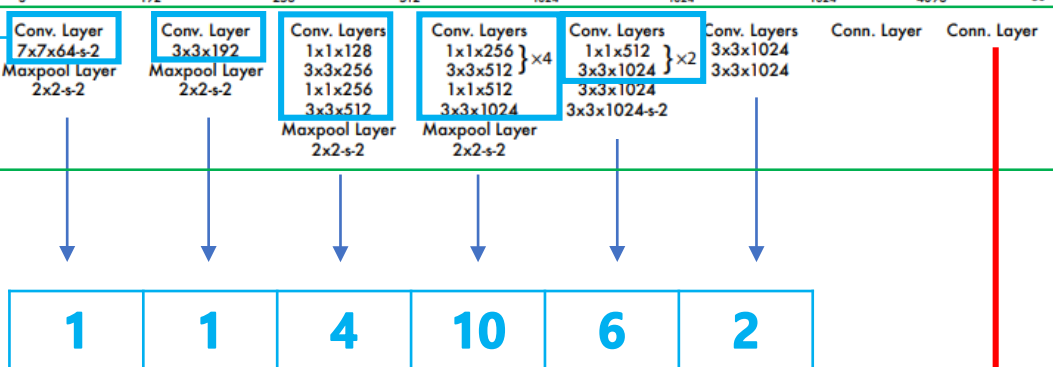 Conv. Layer
7x7x64-s-2
Maxpool Layer
2x2-s-2
Conv. Layer
3x3x192
Maxpool Layer
2x2-s-2
Conv. Layers
1x1x128
3x3x256
1x1x256
3x3x512
Maxpool Layer
2x2-s-2
Conv. Layers
1x1x256
3x3x512 } ×4
1x1x512
3x3x1024
Maxpool Layer
2x2-s-2
Conv. Layers
1x1x512
3x3x1024 } ×2
3x3x1024
3x3x1024-s-2
Conv. Layers
3x3x1024
3x3x1024
Conn. Layer
Conn. Layer
1 1 4 10 6 2